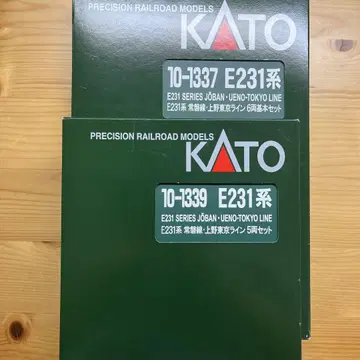 PRECISION RAILROAD MODELS
KATO
10-1337 E231系
E231 SERIES JŌBAN・UENO-TOKYO LINE
E231系 常磐線・上野東京ライン 6両基本セット
PRECISION RAILROAD MODELS
KATO
10-1339 E231系
E231 SERIES JŌBAN・UENO-TOKYO LINE
E231系 常磐線・上野東京ライン 5両セット